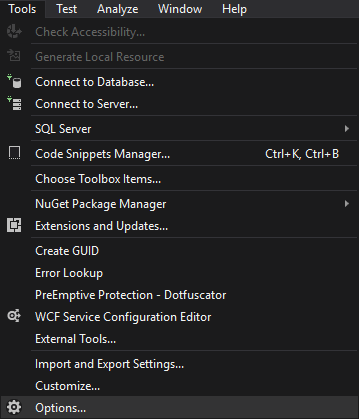 Tools Test Analyze Window Help
Check Accessibility...
Generate Local Resource
Connect to Database...
Connect to Server...
SQL Server
Code Snippets Manager... Ctrl+K, Ctrl+B
Choose Toolbox Items...
NuGet Package Manager
Extensions and Updates...
Create GUID
Error Lookup
PreEmptive Protection - Dotfuscator
WCF Service Configuration Editor
External Tools...
Import and Export Settings...
Customize...
Options...